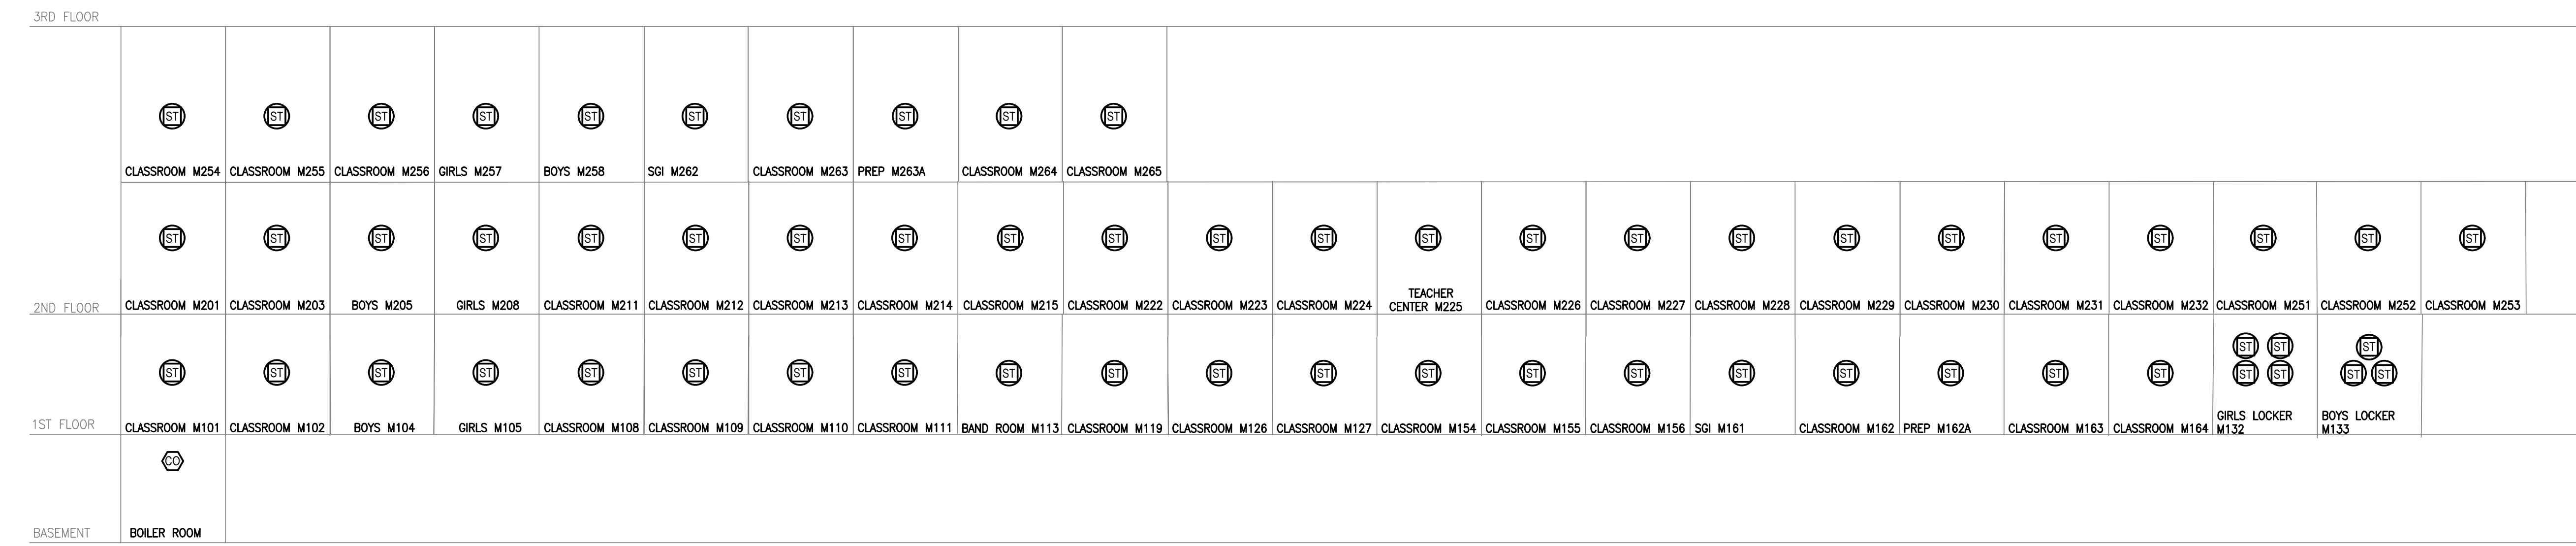 3RD FLOOR
ST ST ST ST ST ST ST ST ST ST
CLASSROOM M254 CLASSROOM M255 CLASSROOM M256 GIRLS M257 BOYS M258 SGI M262 CLASSROOM M263 PREP M263A CLASSROOM M264 CLASSROOM M265
ST ST ST ST ST ST ST ST ST ST ST ST ST ST ST ST ST ST ST ST ST ST ST
2ND FLOOR CLASSROOM M201 CLASSROOM M203 BOYS M205 GIRLS M208 CLASSROOM M211 CLASSROOM M212 CLASSROOM M213 CLASSROOM M214 CLASSROOM M215 CLASSROOM M222 CLASSROOM M223 CLASSROOM M224 TEACHER
CENTER M225 CLASSROOM M226 CLASSROOM M227 CLASSROOM M228 CLASSROOM M229 CLASSROOM M230 CLASSROOM M231 CLASSROOM M232 CLASSROOM M251 CLASSROOM M252 CLASSROOM M253
ST ST ST
ST ST ST ST ST ST ST ST ST ST ST ST ST ST ST ST ST ST ST ST ST ST ST ST
1ST FLOOR CLASSROOM M101 CLASSROOM M102 BOYS M104 GIRLS M105 CLASSROOM M108 CLASSROOM M109 CLASSROOM M110 CLASSROOM M111 BAND ROOM M113 CLASSROOM M119 CLASSROOM M126 CLASSROOM M127 CLASSROOM M154 CLASSROOM M155 CLASSROOM M156 SGI M161 CLASSROOM M162 PREP M162A CLASSROOM M163 CLASSROOM M164 GIRLS LOCKER
M132 BOYS LOCKER
M133
CO
BASEMENT BOILER ROOM